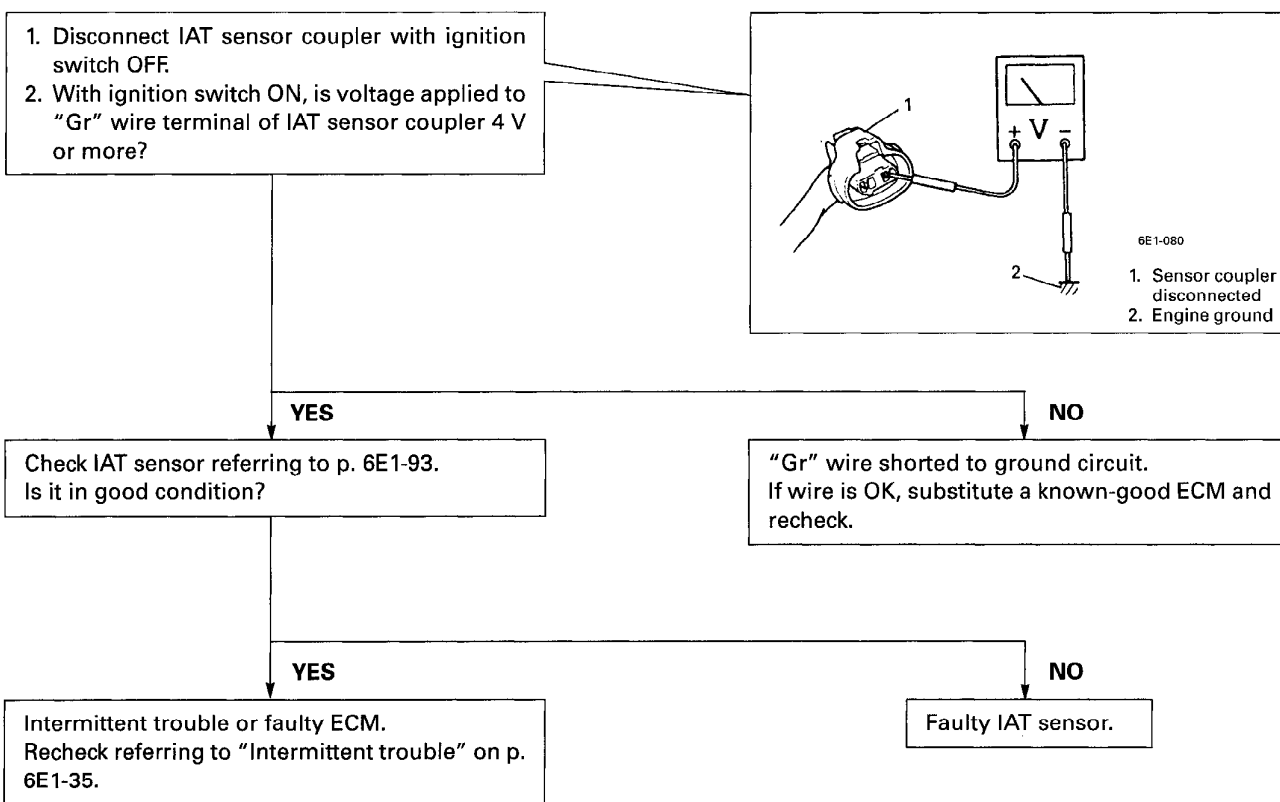 1. Disconnect IAT sensor coupler with ignition
switch OFF.
2. With ignition switch ON, is voltage applied to
"Gr" wire terminal of IAT sensor coupler 4 V
or more?
1
+ V −
2
6E1-080
1. Sensor coupler
disconnected
2. Engine ground
YES
NO
Check IAT sensor referring to p. 6E1-93.
Is it in good condition?
"Gr" wire shorted to ground circuit.
If wire is OK, substitute a known-good ECM and
recheck.
YES
NO
Intermittent trouble or faulty ECM.
Recheck referring to "Intermittent trouble" on p.
6E1-35.
Faulty IAT sensor.